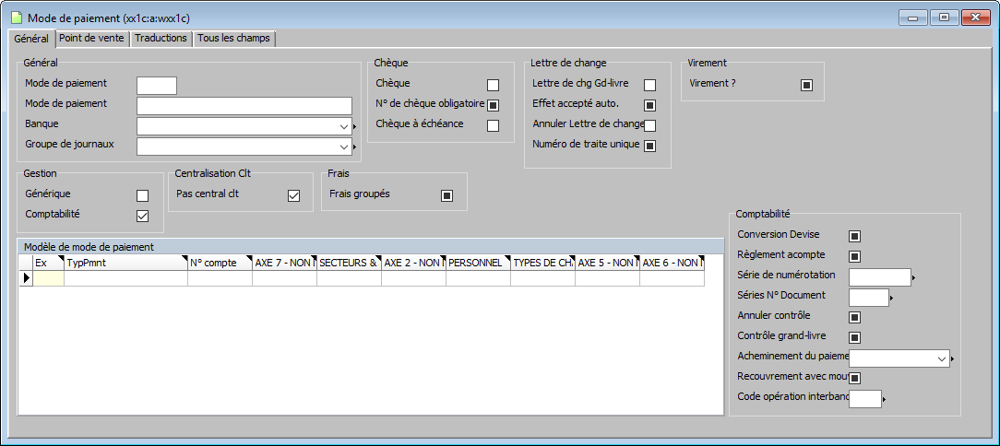 Mode de paiement (xx1c:a:wxx1c)
Général Point de vente Traductions Tous les champs
Général
Mode de paiement
Mode de paiement
Banque
Groupe de journaux
Chèque
Chèque
N° de chèque obligatoire
Chèque à échéance
Lettre de change
Lettre de chg Gd-livre
Effet accepté auto.
Annuler Lettre de change
Numéro de traite unique
Virement
Virement ?
Gestion
Générique
Comptabilité
Centralisation Clt
Pas central clt
Frais
Frais groupés
Modèle de mode de paiement
Ex TypPmnt N° compte AXE 7 - NON SECTEURS & AXE 2 - NON PERSONNEL TYPES DE CH AXE 5 - NON AXE 6 - NON
Comptabilité
Conversion Devise
Règlement acompte
Série de numérotation
Séries N° Document
Annuler contrôle
Contrôle grand-livre
Acheminement du paieme
Recouvrement avec mou
Code opération interban